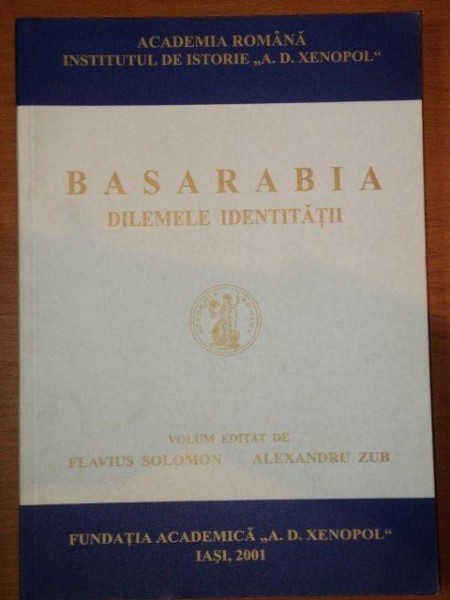 ACADEMIA ROMÂNĂ
INSTITUTUL DE ISTORIE „A. D. XENOPOL“
BASARABIA
DILEMELE IDENTITĂȚII
VOLUM EDITAT DE
FLAVIUS SOLOMON ALEXANDRU ZUB
FUNDAȚIA ACADEMICĂ „A. D. XENOPOL“
IAȘI, 2001